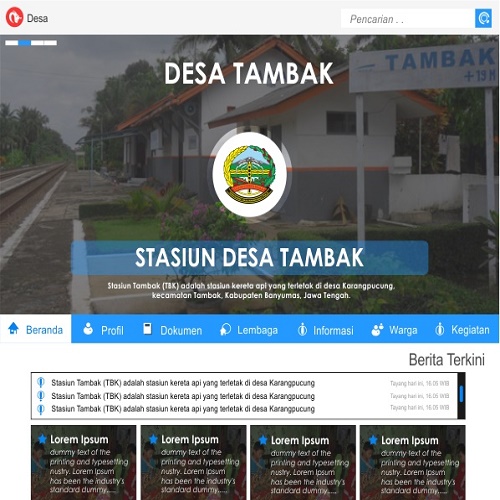 Desa
Pencarian . .
DESA TAMBAK
TAMBAK
+19 M
STASIUN DESA TAMBAK
Stasiun Tambak (TBK) adalah stasiun kereta api yang terletak di desa Karangpucung,
kecamatan Tambak, Kabupaten Banyumas, Jawa Tengah.
Beranda Profil Dokumen Lembaga Informasi Warga Kegiatan
Berita Terkini
Stasiun Tambak (TBK) adalah stasiun kereta api yang terletak di desa Karangpucung Tayang hari ini, 16.05 WIB
Stasiun Tambak (TBK) adalah stasiun kereta api yang terletak di desa Karangpucung Tayang hari ini, 16.05 WIB
Stasiun Tambak (TBK) adalah stasiun kereta api yang terletak di desa Karangpucung Tayang hari ini, 16.05 WIB
Lorem Ipsum Lorem Ipsum Lorem Ipsum Lorem Ipsum
dummy text of the dummy text of the dummy text of the dummy text of the
printing and typesetting printing and typesetting printing and typesetting printing and typesetting
nustry. Lorem Ipsum nustry. Lorem Ipsum nustry. Lorem Ipsum nustry. Lorem Ipsum
has been the industry's has been the industry's has been the industry's has been the industry's
standard dummy..... standard dummy..... standard dummy..... standard dummy.....